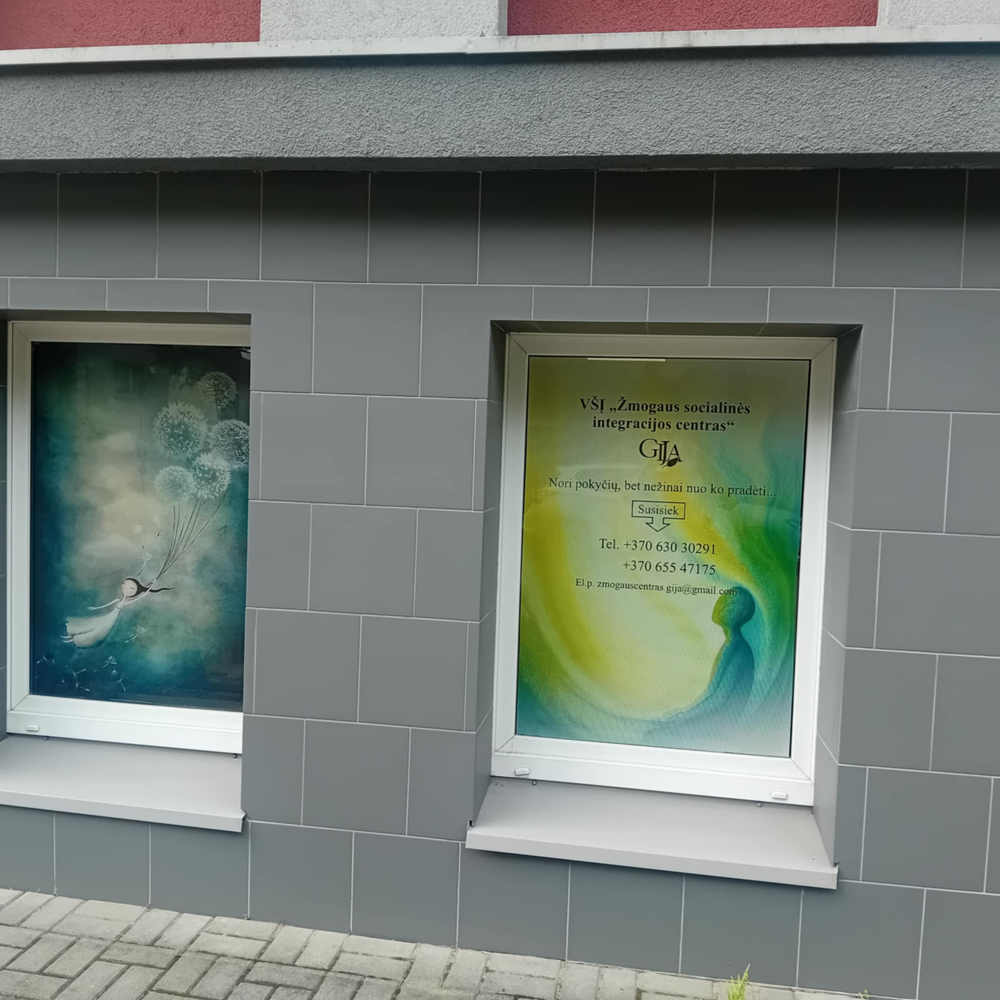 VŠĮ „Žmogaus socialinės
integracijos centras“
GIJA
Nori pokyčių, bet nežinai nuo ko pradėti...
Susisiek
Tel. +370 630 30291
+370 655 47175
El.p. zmogauscentras.gija@gmail.com